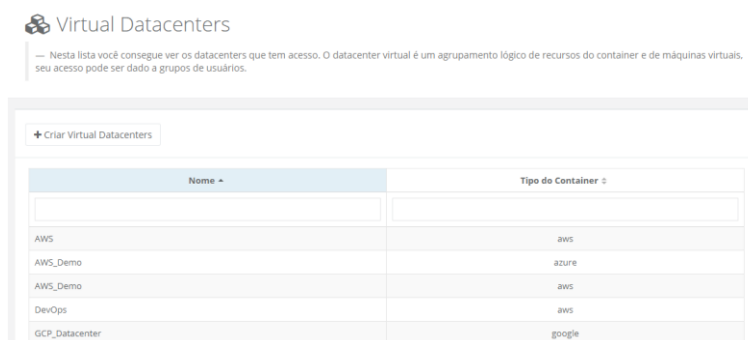 Virtual Datacenters
— Nesta lista você consegue ver os datacenters que tem acesso. O datacenter virtual é um agrupamento lógico de recursos do container e de máquinas virtuais,
seu acesso pode ser dado a grupos de usuários.
+ Criar Virtual Datacenters
Nome Tipo do Container
AWS aws
AWS_Demo azure
AWS_Demo aws
DevOps aws
GCP_Datacenter google